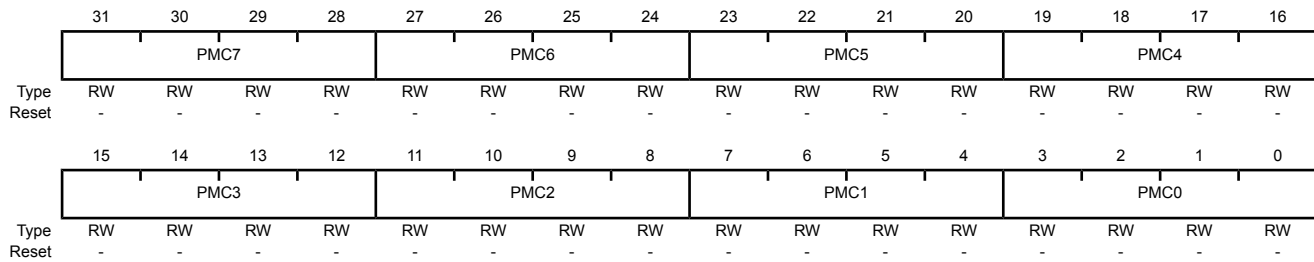 31 30 29 28 27 26 25 24 23 22 21 20 19 18 17 16
PMC7 PMC6 PMC5 PMC4
Type RW RW RW RW RW RW RW RW RW RW RW RW RW RW RW RW
Reset - - - - - - - - - - - - - - - -
15 14 13 12 11 10 9 8 7 6 5 4 3 2 1 0
PMC3 PMC2 PMC1 PMC0
Type RW RW RW RW RW RW RW RW RW RW RW RW RW RW RW RW
Reset - - - - - - - - - - - - - - - -